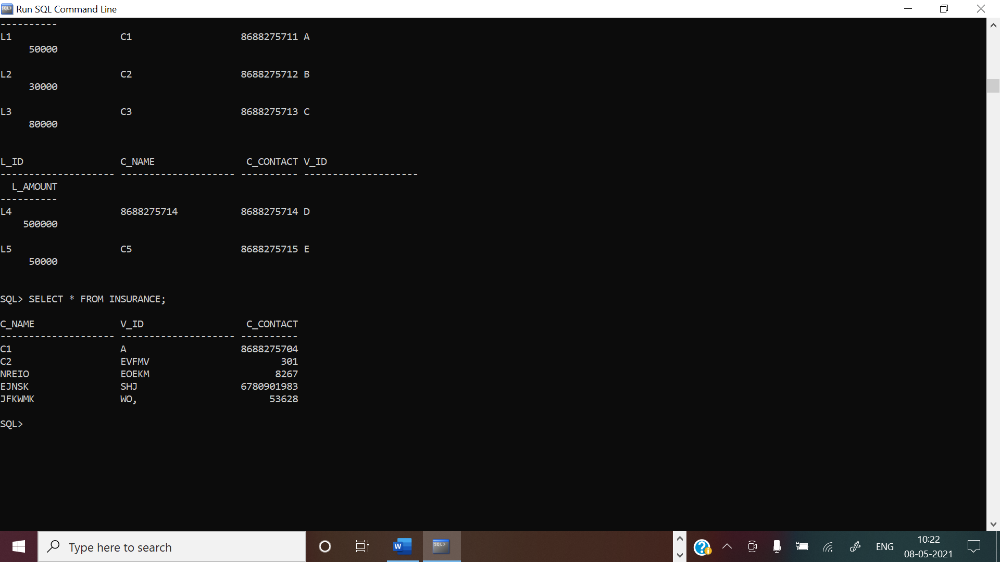 Run SQL Command Line
----------
L1                   C1                   8688275711 A
     50000

L2                   C2                   8688275712 B
     30000

L3                   C3                   8688275713 C
     80000


L_ID                 C_NAME                C_CONTACT V_ID
-------------------- -------------------- ---------- --------------------
  L_AMOUNT
----------
L4                   8688275714           8688275714 D
    500000

L5                   C5                   8688275715 E
     50000


SQL> SELECT * FROM INSURANCE;

C_NAME               V_ID                  C_CONTACT
-------------------- -------------------- ----------
C1                   A                    8688275704
C2                   EVFMV                       301
NREIO                EOEKM                      8267
EJNSK                SHJ                  6780901983
JFKWMK               WO,                       53628

SQL>
Type here to search
W
SQL>
ENG
10:22
08-05-2021